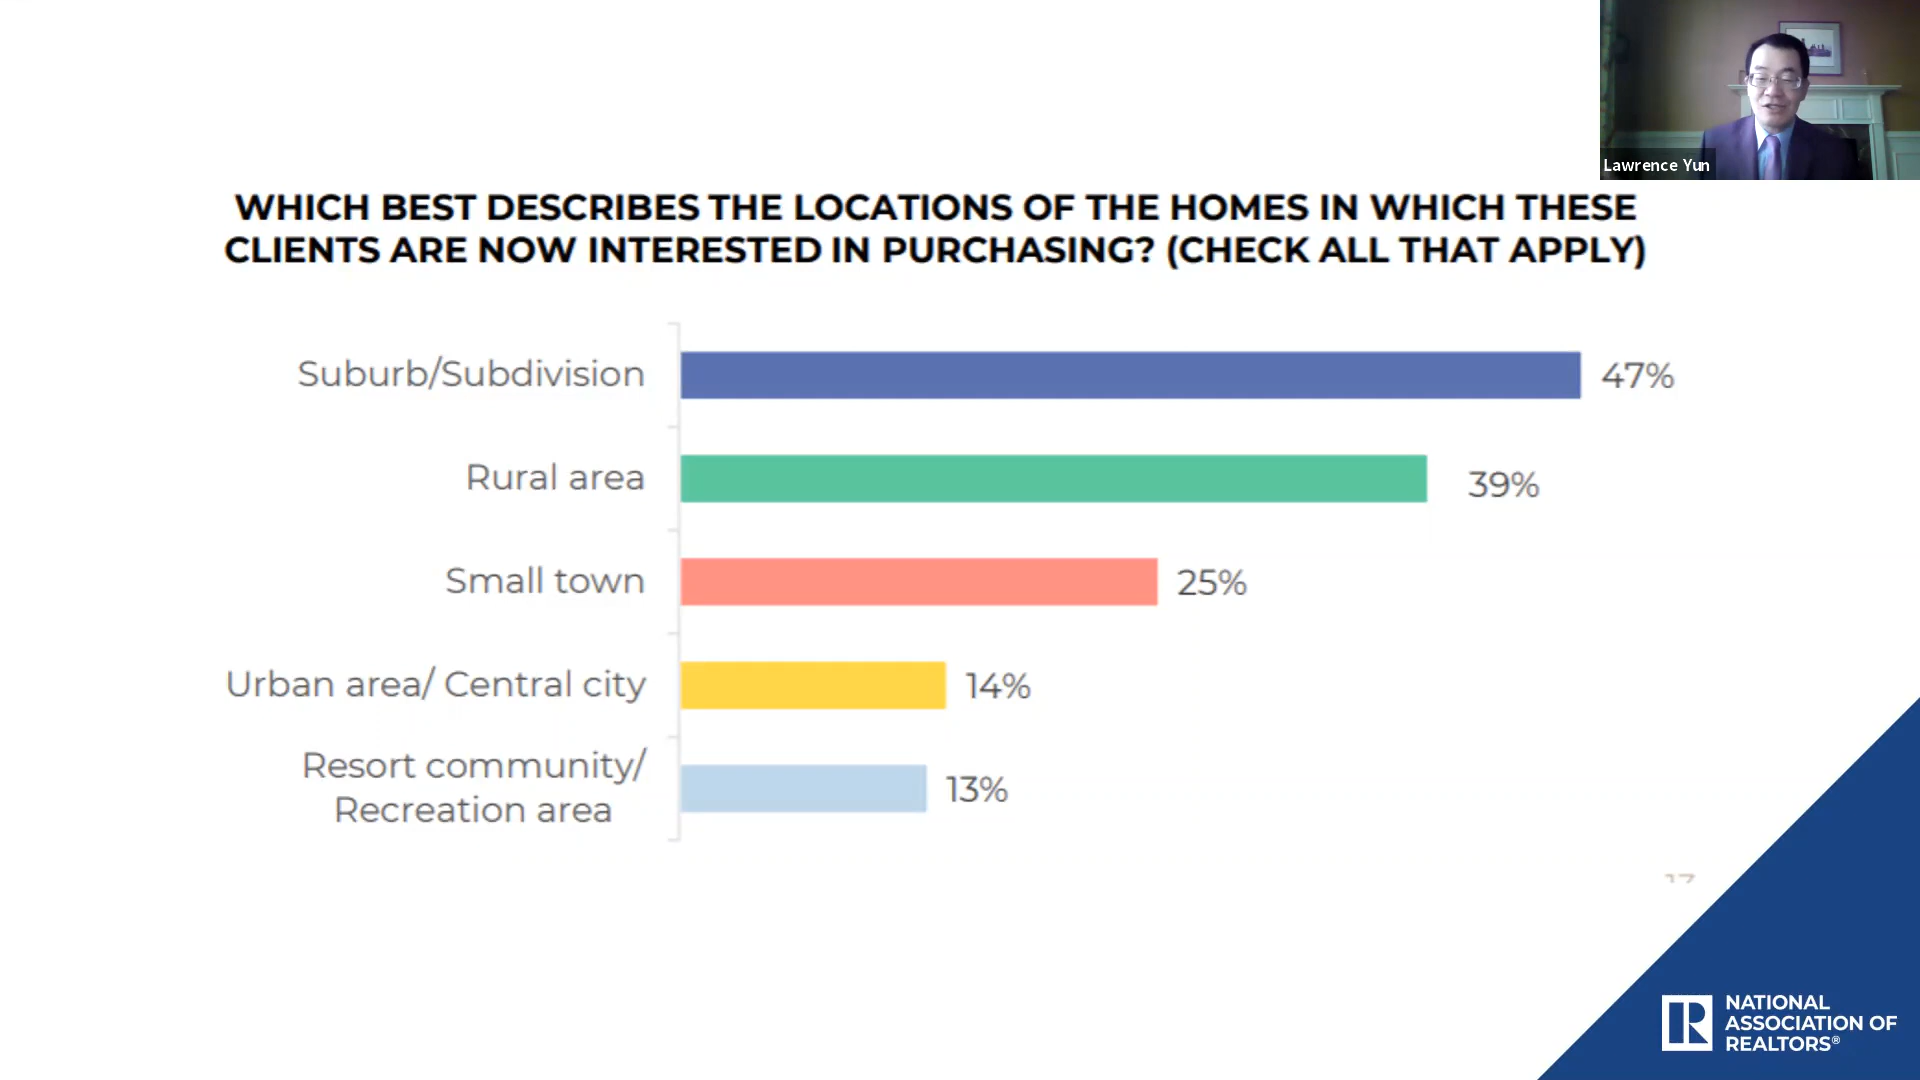 Lawrence Yun
WHICH BEST DESCRIBES THE LOCATIONS OF THE HOMES IN WHICH THESE
CLIENTS ARE NOW INTERESTED IN PURCHASING? (CHECK ALL THAT APPLY)
Suburb/Subdivision 47%
Rural area 39%
Small town 25%
Urban area/ Central city 14%
Resort community/
Recreation area 13%
NATIONAL
ASSOCIATION OF
REALTORS®